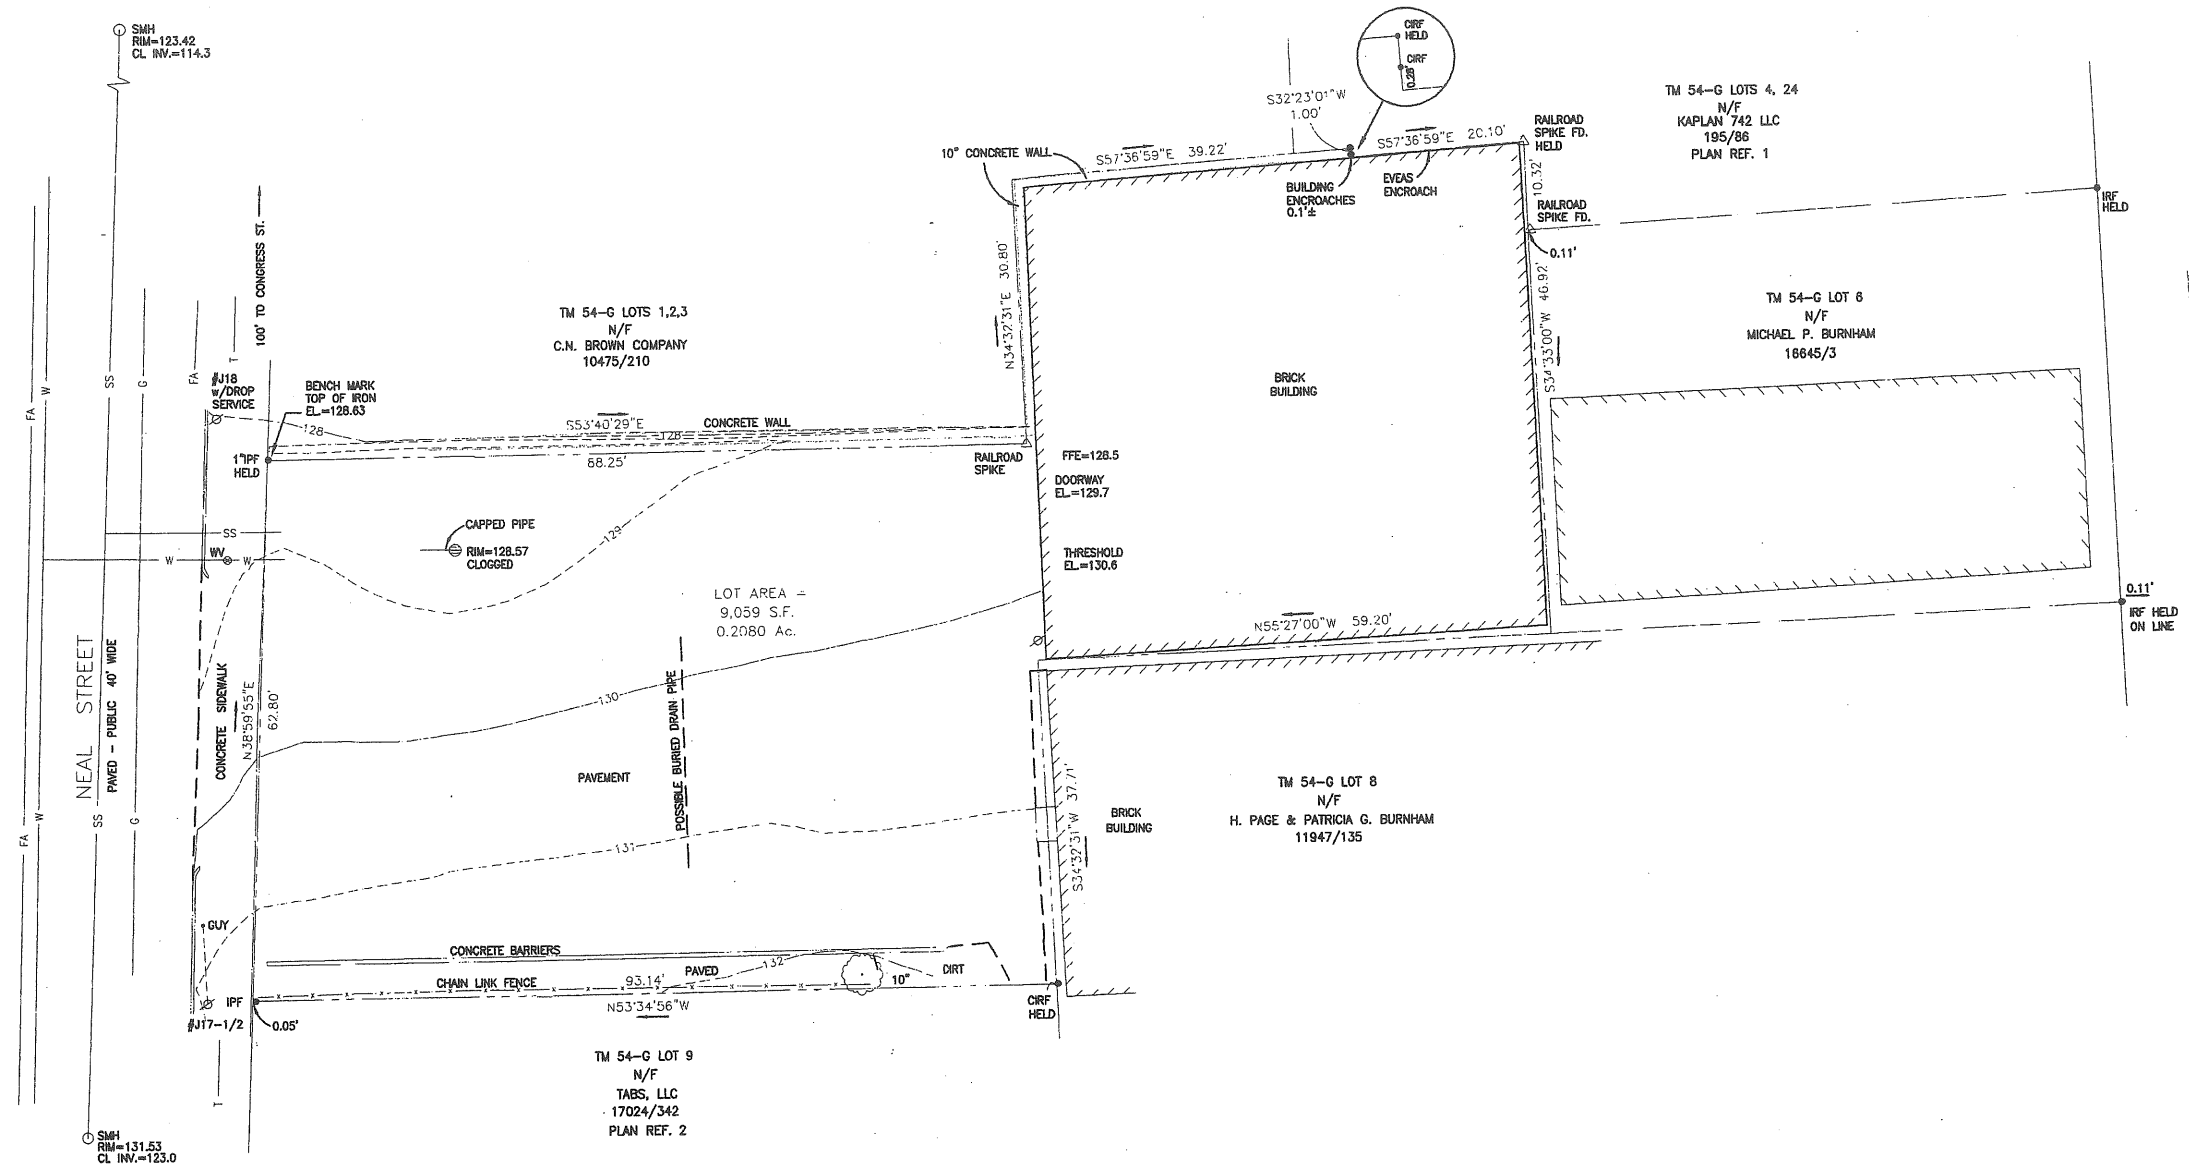 SMH
RIM=123.42
CL INV.=114.3
CIRF
HELD
CIRF
0.28'
S32°23'01"W
1.00'
TM 54-G LOTS 4, 24
N/F
KAPLAN 742 LLC
195/86
PLAN REF. 1
RAILROAD
SPIKE FD.
HELD
10" CONCRETE WALL
S57°36'59"E 39.22'
S57°36'59"E 20.10'
BUILDING
ENCROACHES
0.1'±
EVEAS
ENCROACH
10.32'
RAILROAD
SPIKE FD.
0.11'
IRF
HELD
100' TO CONGRESS ST.
N34°32'31"E 30.80'
S34°33'00"W 46.92'
TM 54-G LOTS 1,2,3
N/F
C.N. BROWN COMPANY
10475/210
TM 54-G LOT 6
N/F
MICHAEL P. BURNHAM
16645/3
FA
W
SS
G
FA
T
#J18
W/DROP
SERVICE
BENCH MARK
TOP OF IRON
EL.=128.63
BRICK
BUILDING
128
S53°40'29"E
128
CONCRETE WALL
88.25'
1"IPF
HELD
RAILROAD
SPIKE
FFE=128.5
DOORWAY
EL.=129.7
CAPPED PIPE
RIM=128.57
CLOGGED
129
SS
WV
W
W
THRESHOLD
EL.=130.6
LOT AREA =
9,059 S.F.
0.2080 Ac.
N55°27'00"W 59.20'
0.11'
IRF HELD
ON LINE
NEAL STREET
PAVED - PUBLIC 40' WIDE
CONCRETE SIDEWALK
N38°59'55"E
62.80'
130
POSSIBLE BURIED DRAIN PIPE
PAVEMENT
S34°32'31"W 37.71'
BRICK
BUILDING
TM 54-G LOT 8
N/F
H. PAGE & PATRICIA G. BURNHAM
11947/135
FA
W
SS
G
131
GUY
CONCRETE BARRIERS
CHAIN LINK FENCE
93.14'
PAVED
132
10"
DIRT
IPF
N53°34'56"W
CIRF
HELD
#J17-1/2
0.05'
T
TM 54-G LOT 9
N/F
TABS, LLC
17024/342
PLAN REF. 2
SMH
RIM=131.53
CL INV.=123.0